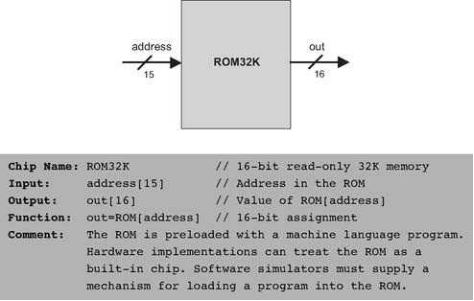 address
15
ROM32K
out
16
Chip Name: ROM32K // 16-bit read-only 32K memory
Input: address[15] // Address in the ROM
Output: out[16] // Value of ROM[address]
Function: out=ROM[address] // 16-bit assignment
Comment: The ROM is preloaded with a machine language program.
Hardware implementations can treat the ROM as a
built-in chip. Software simulators must supply a
mechanism for loading a program into the ROM.